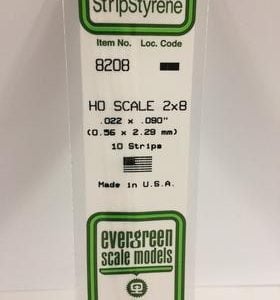 StripStyrene
Item No. Loc. Code
8208
HO SCALE 2x8
.022 x .090"
(0.56 x 2.29 mm)
10 Strips
Made in U.S.A.
evergreen
scale models